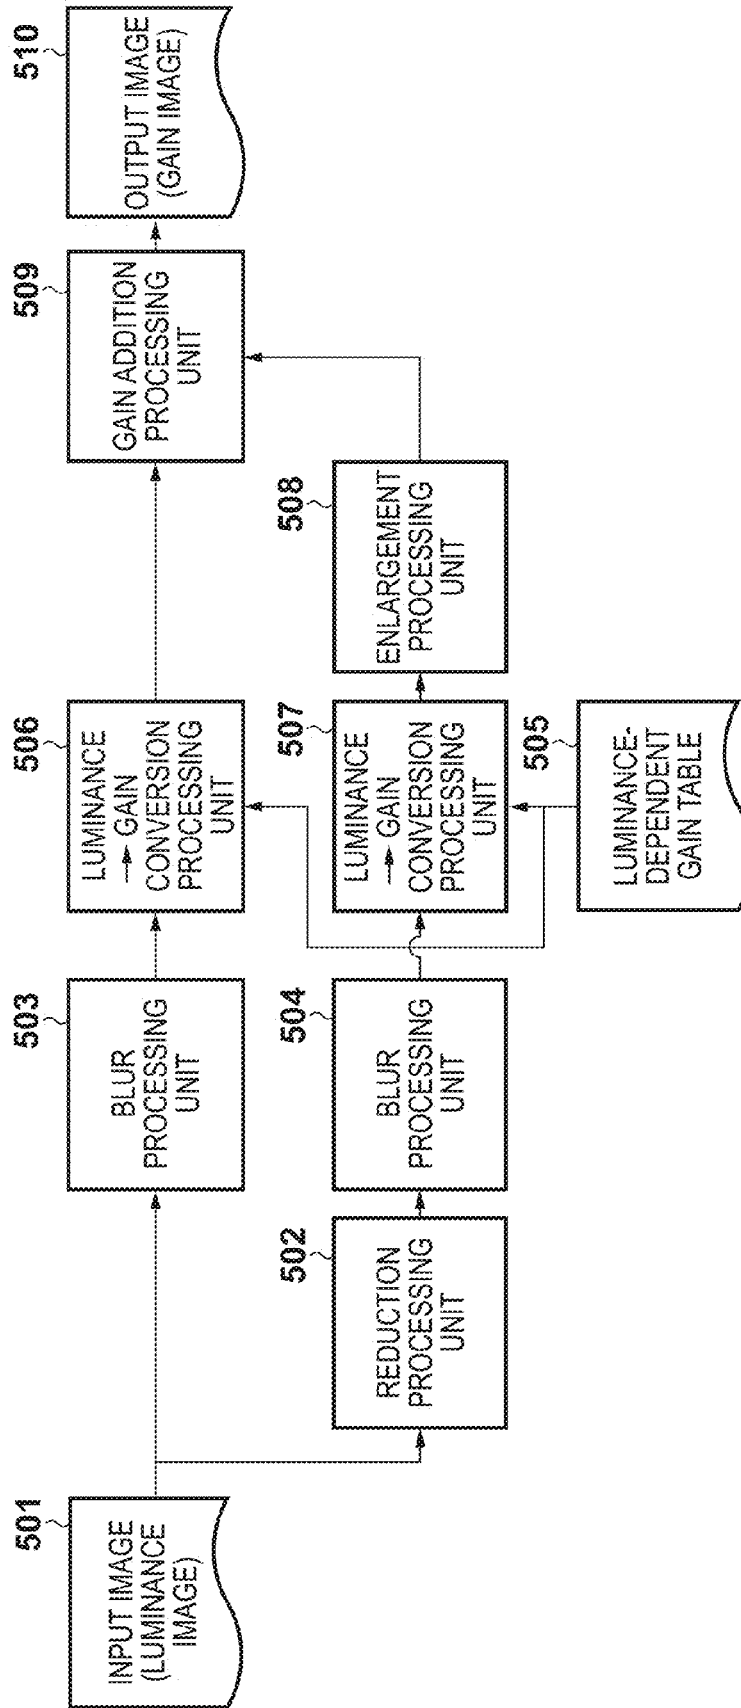 501
INPUT IMAGE
(LUMINANCE
IMAGE)
502
REDUCTION
PROCESSING
UNIT
503
BLUR
PROCESSING
UNIT
504
BLUR
PROCESSING
UNIT
505
LUMINANCE-
DEPENDENT
GAIN TABLE
506
LUMINANCE
→ GAIN
CONVERSION
PROCESSING
UNIT
507
LUMINANCE
→ GAIN
CONVERSION
PROCESSING
UNIT
508
ENLARGEMENT
PROCESSING
UNIT
509
GAIN ADDITION
PROCESSING
UNIT
510
OUTPUT IMAGE
(GAIN IMAGE)